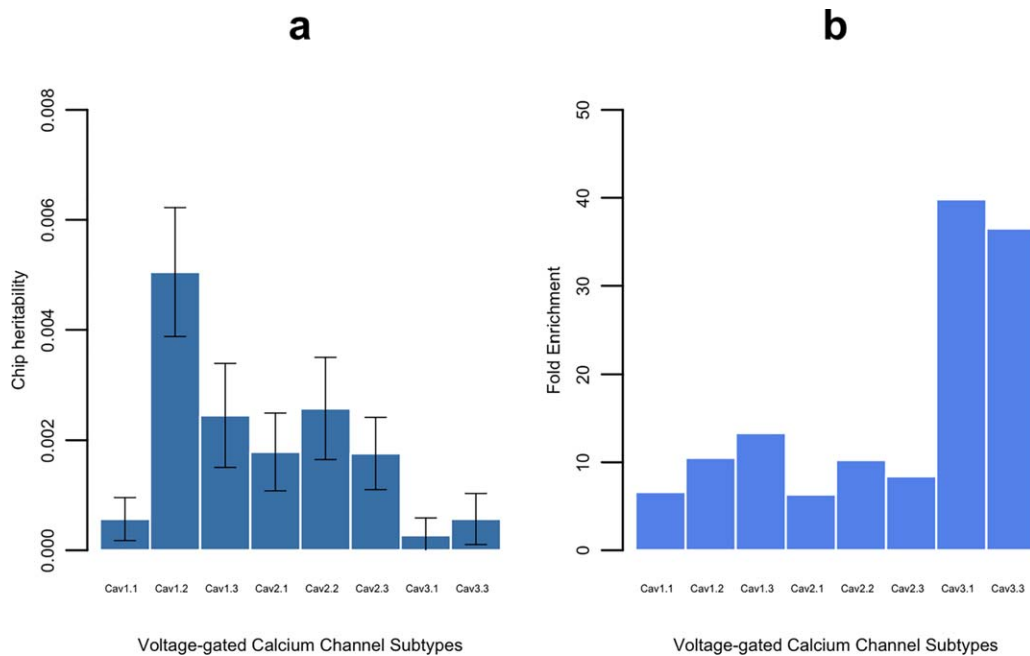 a
Chip heritability
0.008
0.006
0.004
0.002
0.000
Cav1.1 Cav1.2 Cav1.3 Cav2.1 Cav2.2 Cav2.3 Cav3.1 Cav3.3
Voltage-gated Calcium Channel Subtypes
b
Fold Enrichment
50
40
30
20
10
0
Cav1.1 Cav1.2 Cav1.3 Cav2.1 Cav2.2 Cav2.3 Cav3.1 Cav3.3
Voltage-gated Calcium Channel Subtypes